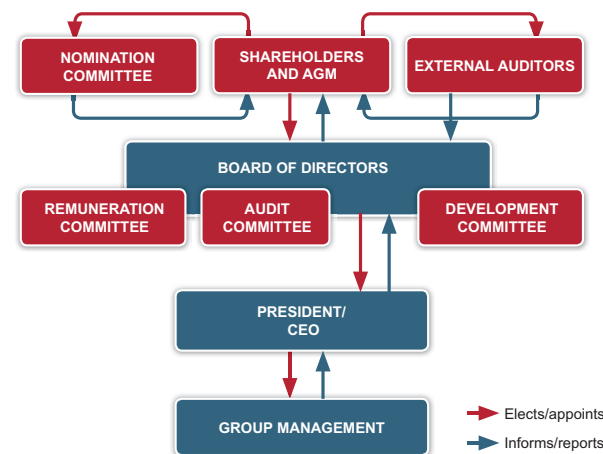 NOMINATION
COMMITTEE
SHAREHOLDERS
AND AGM
EXTERNAL AUDITORS
BOARD OF DIRECTORS
REMUNERATION
COMMITTEE
AUDIT
COMMITTEE
DEVELOPMENT
COMMITTEE
PRESIDENT/
CEO
GROUP MANAGEMENT
Elects/appoints
Informs/reports